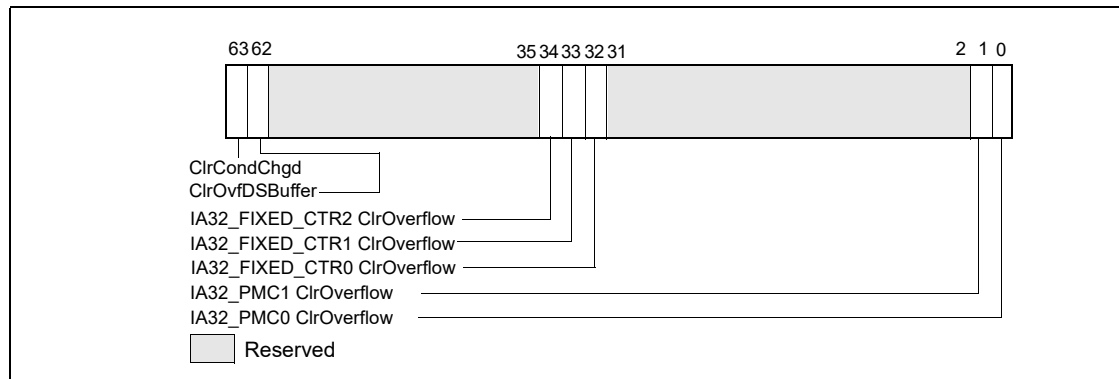 63 62 35 34 33 32 31 2 1 0
ClrCondChgd
ClrOvfDSBuffer
IA32_FIXED_CTR2 ClrOverflow
IA32_FIXED_CTR1 ClrOverflow
IA32_FIXED_CTR0 ClrOverflow
IA32_PMC1 ClrOverflow
IA32_PMC0 ClrOverflow
Reserved